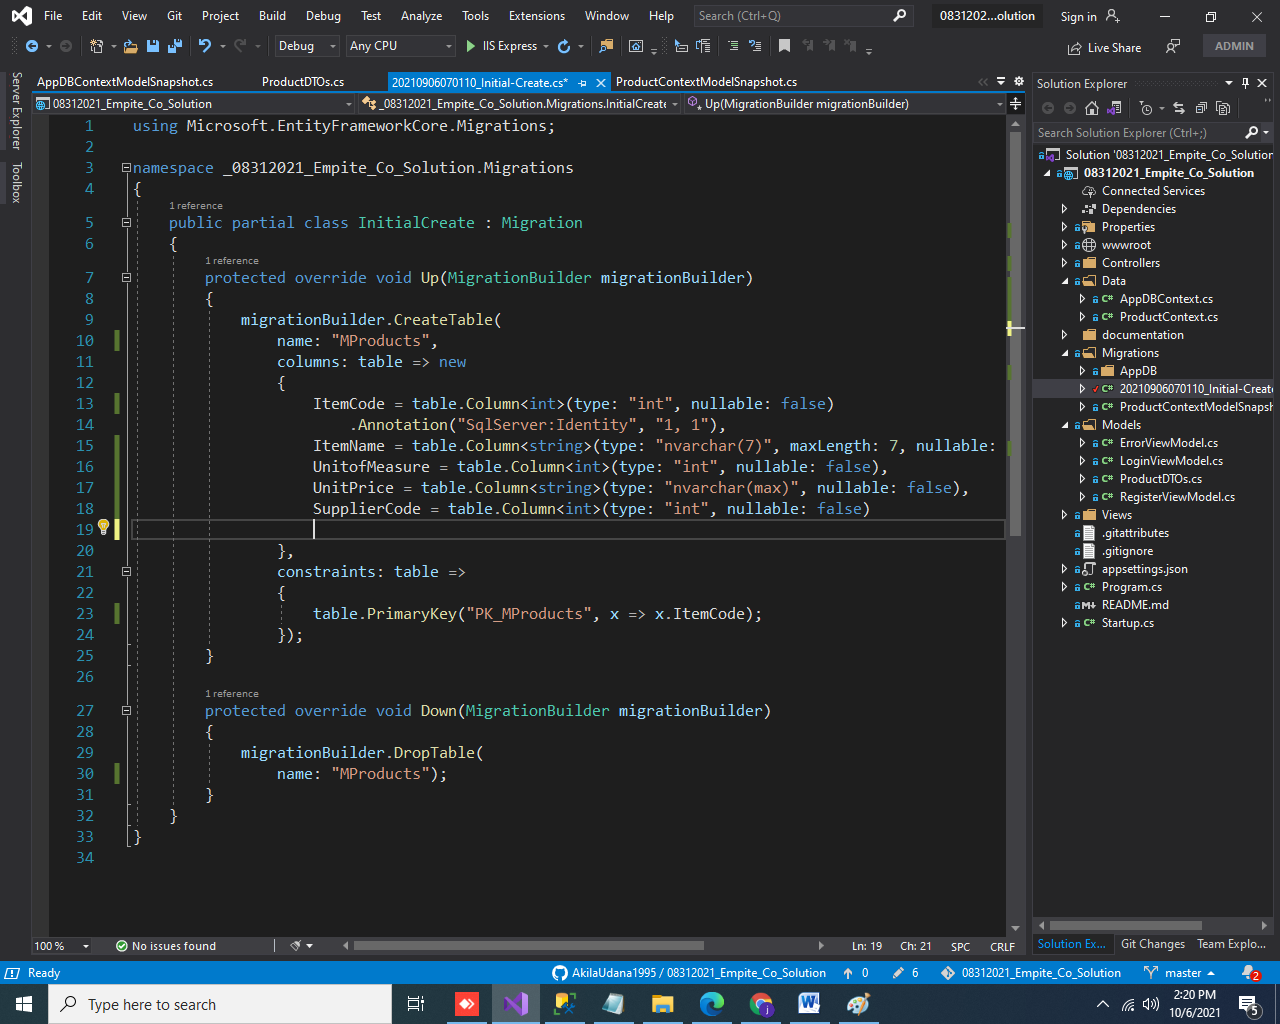 File Edit View Git Project Build Debug Test Analyze Tools Extensions Window Help Search (Ctrl+Q) 0831202...olution Sign in
Debug Any CPU IIS Express Live Share ADMIN
Server Explorer
Toolbox
AppDBContextModelSnapshot.cs ProductDTOs.cs 20210906070110_Initial-Create.cs* ProductContextModelSnapshot.cs
08312021_Empite_Co_Solution _08312021_Empite_Co_Solution.Migrations.InitialCreate Up(MigrationBuilder migrationBuilder)
1 using Microsoft.EntityFrameworkCore.Migrations;
2
3 namespace _08312021_Empite_Co_Solution.Migrations
4 {
1 reference
5 public partial class InitialCreate : Migration
6 {
1 reference
7 protected override void Up(MigrationBuilder migrationBuilder)
8 {
9 migrationBuilder.CreateTable(
10 name: "MProducts",
11 columns: table => new
12 {
13 ItemCode = table.Column<int>(type: "int", nullable: false)
14 .Annotation("SqlServer:Identity", "1, 1"),
15 ItemName = table.Column<string>(type: "nvarchar(7)", maxLength: 7, nullable:
16 UnitofMeasure = table.Column<int>(type: "int", nullable: false),
17 UnitPrice = table.Column<string>(type: "nvarchar(max)", nullable: false),
18 SupplierCode = table.Column<int>(type: "int", nullable: false)
19
20 },
21 constraints: table =>
22 {
23 table.PrimaryKey("PK_MProducts", x => x.ItemCode);
24 });
25 }
26
1 reference
27 protected override void Down(MigrationBuilder migrationBuilder)
28 {
29 migrationBuilder.DropTable(
30 name: "MProducts");
31 }
32 }
33 }
34
100 % No issues found Ln: 19 Ch: 21 SPC CRLF
Solution Explorer
Search Solution Explorer (Ctrl+;)
Solution '08312021_Empite_Co_Solution
08312021_Empite_Co_Solution
Connected Services
Dependencies
Properties
wwwroot
Controllers
Data
C# AppDBContext.cs
C# ProductContext.cs
documentation
Migrations
AppDB
C# 20210906070110_Initial-Create
C# ProductContextModelSnapsh
Models
C# ErrorViewModel.cs
C# LoginViewModel.cs
C# ProductDTOs.cs
C# RegisterViewModel.cs
Views
.gitattributes
.gitignore
appsettings.json
C# Program.cs
README.md
C# Startup.cs
Solution Ex... Git Changes Team Explo...
Ready AkilaUdana1995 / 08312021_Empite_Co_Solution 0 6 08312021_Empite_Co_Solution master 2
Type here to search 2:20 PM
10/6/2021 5